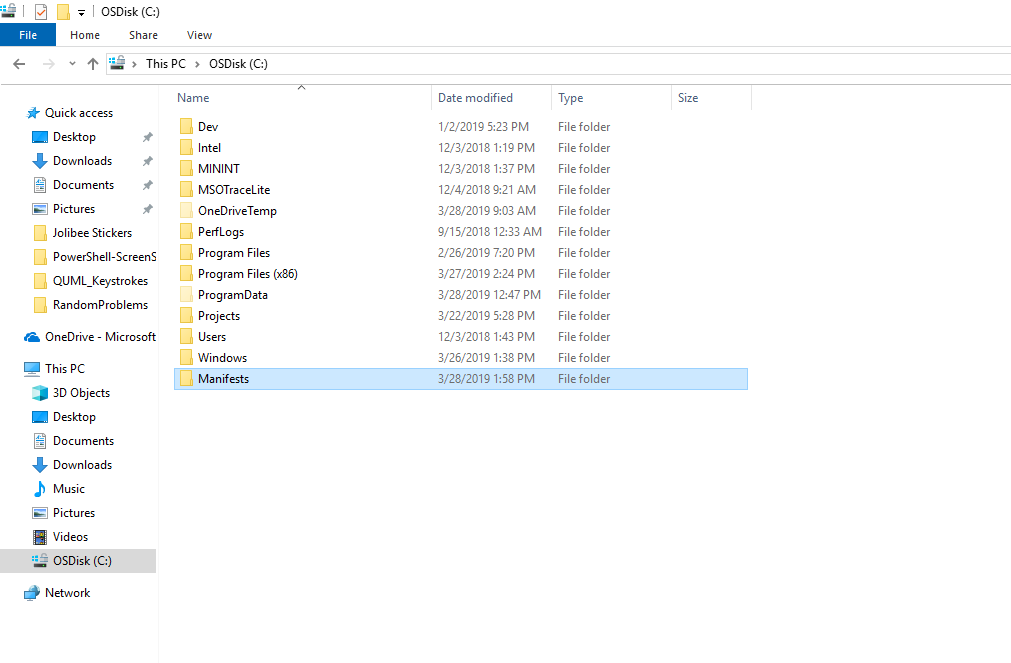 OSDisk (C:)
File Home Share View
This PC OSDisk (C:)
Quick access
Desktop
Downloads
Documents
Pictures
Jolibee Stickers
PowerShell-ScreenS
QUML_Keystrokes
RandomProblems
OneDrive - Microsoft
This PC
3D Objects
Desktop
Documents
Downloads
Music
Pictures
Videos
OSDisk (C:)
Network
Name Date modified Type Size
Dev 1/2/2019 5:23 PM File folder
Intel 12/3/2018 1:19 PM File folder
MININT 12/3/2018 1:37 PM File folder
MSOTraceLite 12/4/2018 9:21 AM File folder
OneDriveTemp 3/28/2019 9:03 AM File folder
PerfLogs 9/15/2018 12:33 AM File folder
Program Files 2/26/2019 7:20 PM File folder
Program Files (x86) 3/27/2019 2:24 PM File folder
ProgramData 3/28/2019 12:47 PM File folder
Projects 3/22/2019 5:28 PM File folder
Users 12/3/2018 1:43 PM File folder
Windows 3/26/2019 1:38 PM File folder
Manifests 3/28/2019 1:58 PM File folder